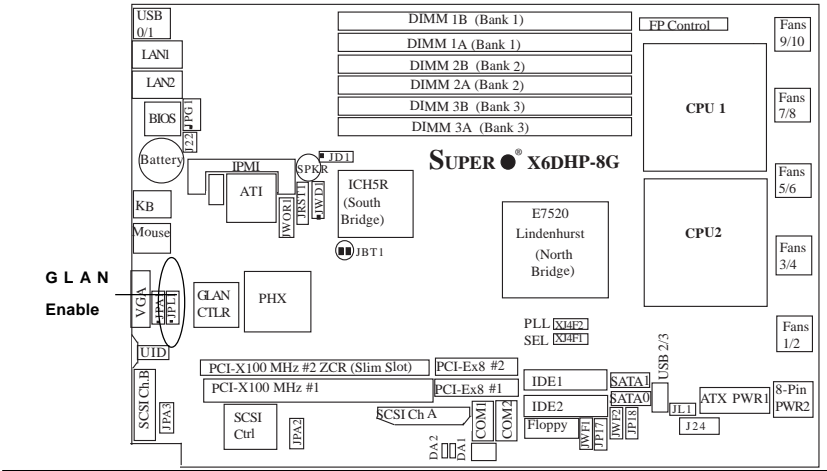 USB
0/1
LAN1
LAN2
BIOS
JPG1
J22
Battery
IPMI
ATI
SPKR
JD1
JWOR1
JRST1
JWD1
KB
Mouse
DIMM 1B (Bank 1)
DIMM 1A (Bank 1)
DIMM 2B (Bank 2)
DIMM 2A (Bank 2)
DIMM 3B (Bank 3)
DIMM 3A (Bank 3)
SUPER ● ® X6DHP-8G
FP Control
CPU 1
CPU2
Fans
9/10
Fans
7/8
Fans
5/6
Fans
3/4
Fans
1/2
ICH5R
(South
Bridge)
JBT1
E7520
Lindenhurst
(North
Bridge)
GLAN
Enable
VGA
JPA1
JPL1
GLAN
CTLR
PHX
UID
PLL XJ4F2
SEL XJ4F1
USB 2/3
PCI-X100 MHz #2 ZCR (Slim Slot)
PCI-Ex8 #2
PCI-X100 MHz #1
PCI-Ex8 #1
IDE1
SATA1
IDE2
SATA0
Floppy
JWF1
JP17
JWF2
JP18
JL1
J24
ATX PWR1
8-Pin
PWR2
SCSI Ch.B
JPA3
SCSI
Ctrl
JPA2
SCSI Ch A
COM1
COM2
DA2
DA1